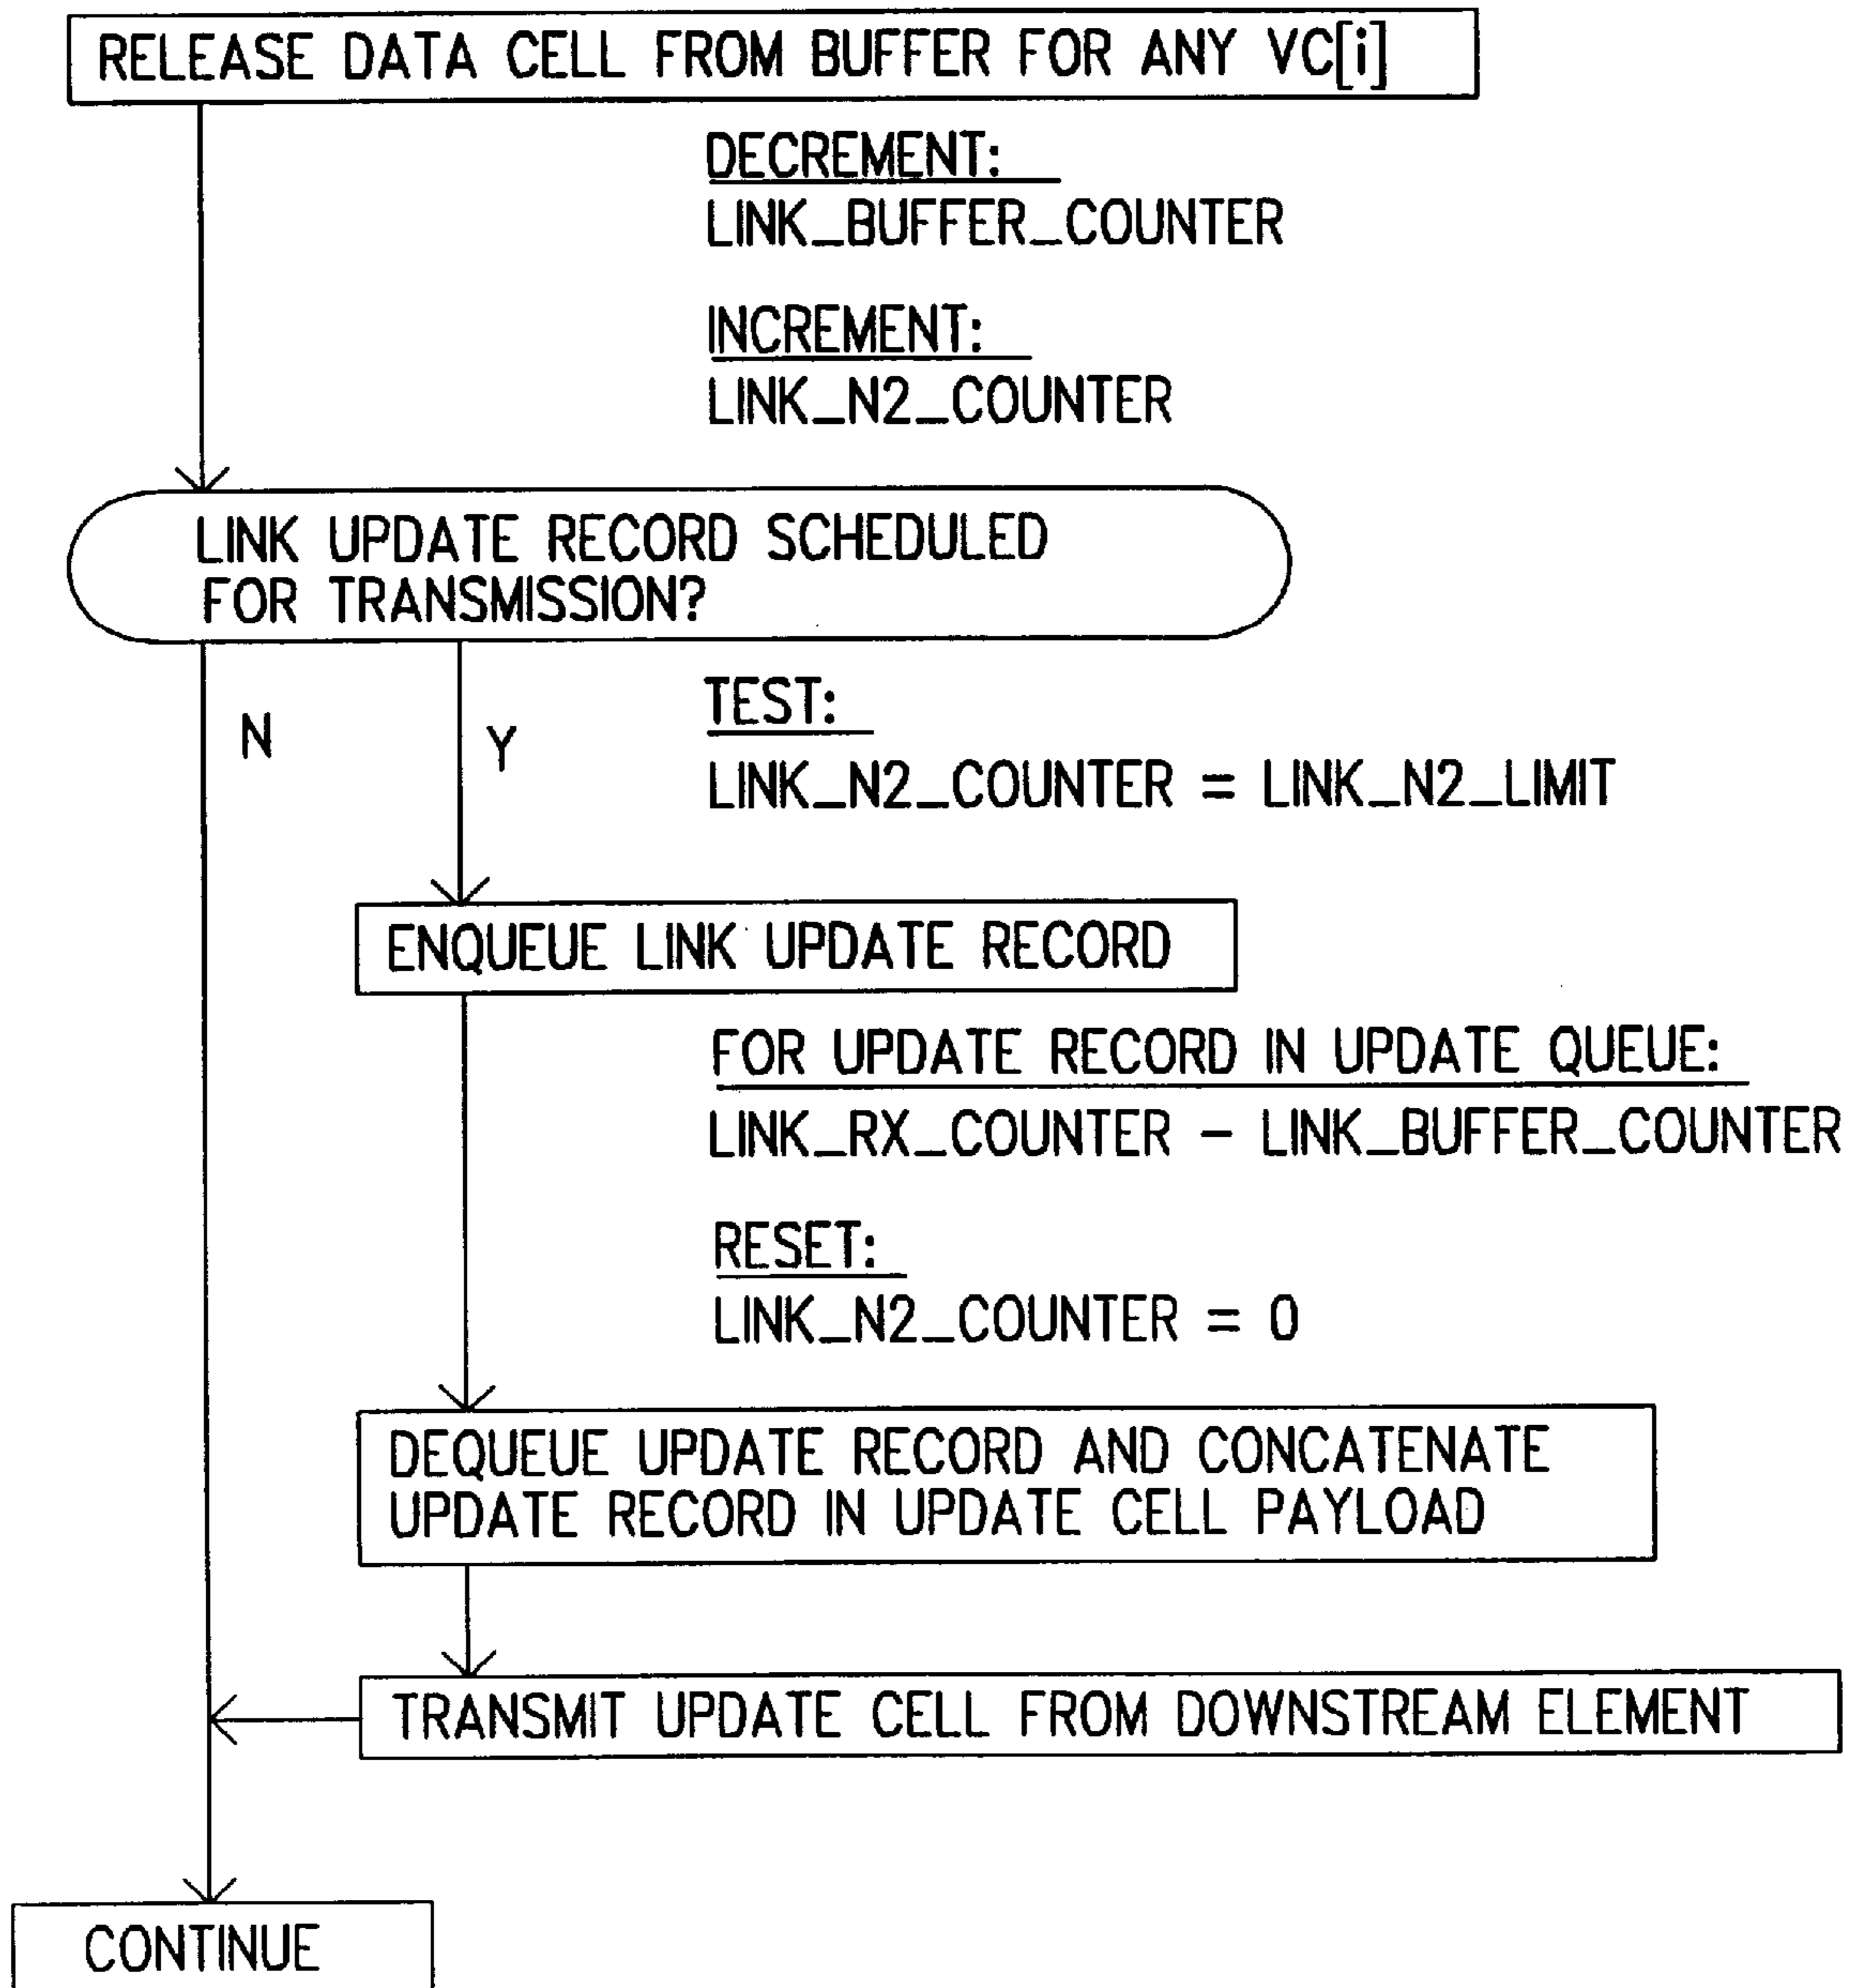 RELEASE DATA CELL FROM BUFFER FOR ANY VC[i]
DECREMENT:
LINK_BUFFER_COUNTER
INCREMENT:
LINK_N2_COUNTER
LINK UPDATE RECORD SCHEDULED
FOR TRANSMISSION?
N
Y
TEST:
LINK_N2_COUNTER = LINK_N2_LIMIT
ENQUEUE LINK UPDATE RECORD
FOR UPDATE RECORD IN UPDATE QUEUE:
LINK_RX_COUNTER - LINK_BUFFER_COUNTER
RESET:
LINK_N2_COUNTER = 0
DEQUEUE UPDATE RECORD AND CONCATENATE
UPDATE RECORD IN UPDATE CELL PAYLOAD
TRANSMIT UPDATE CELL FROM DOWNSTREAM ELEMENT
CONTINUE